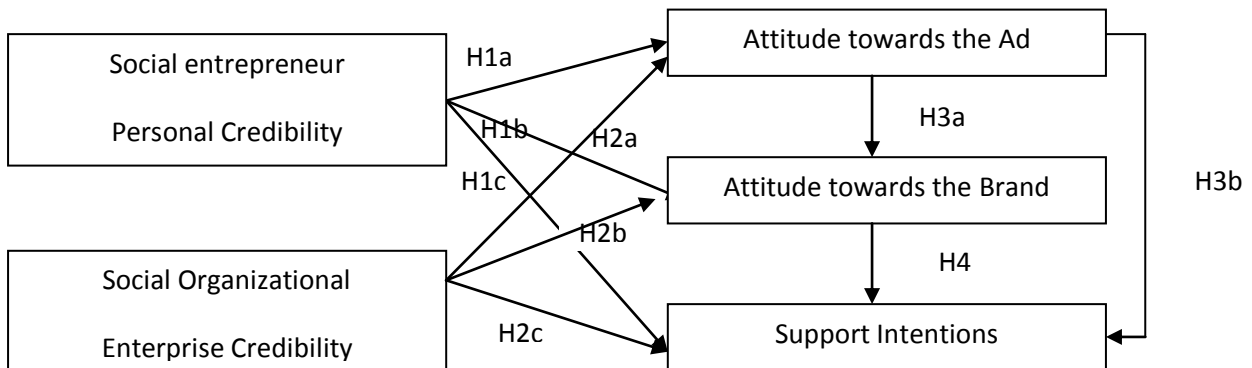 Social entrepreneur
Personal Credibility
Social Organizational
Enterprise Credibility
H1a
H1b
H2a
H1c
H2b
H2c
Attitude towards the Ad
H3a
Attitude towards the Brand
H3b
H4
Support Intentions